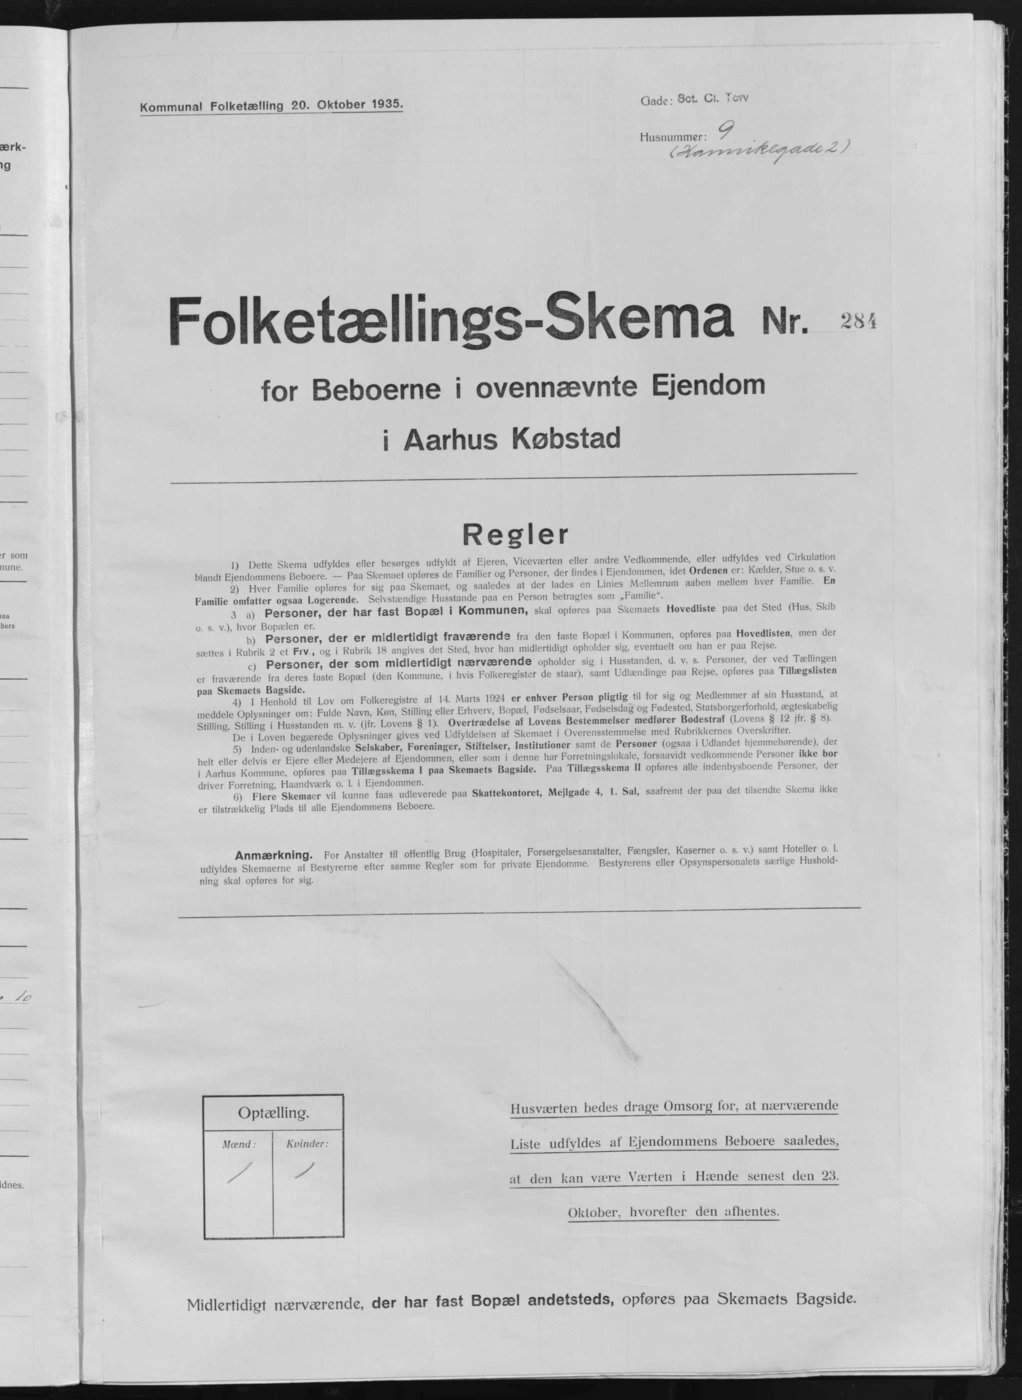 Kommunal Folketælling 20. Oktober 1935.
Gade: Sct. Cl. Torv
Husnummer: 9
(Kannikegade 2)
Folketællings-Skema Nr. 284
for Beboerne i ovennævnte Ejendom
i Aarhus Købstad
Regler
1) Dette Skema udfyldes eller besørges udfyldt af Ejeren, Viceværten eller andre Vedkommende, eller udfyldes ved Cirkulation
blandt Ejendommens Beboere. — Paa Skemaet opføres de Familier og Personer, der findes i Ejendommen, idet Ordenen er: Kælder, Stue o. s. v.
2) Hver Familie opføres for sig paa Skemaet, og saaledes at der lades en Linies Mellemrum aaben mellem hver Familie. En
Familie omfatter ogsaa Logerende. Selvstændige Husstande paa en Person betragtes som „Familie“.
3 a) Personer, der har fast Bopæl i Kommunen, skal opføres paa Skemaets Hovedliste paa det Sted (Hus, Skib
o. s. v.), hvor Bopælen er.
b) Personer, der er midlertidigt fraværende fra den faste Bopæl i Kommunen, opføres paa Hovedlisten, men der
sættes i Rubrik 2 et Frv., og i Rubrik 18 angives det Sted, hvor han midlertidigt opholder sig, eventuelt om han er paa Rejse.
c) Personer, der som midlertidigt nærværende opholder sig i Husstanden, d. v. s. Personer, der ved Tællingen
er fraværende fra deres faste Bopæl (den Kommune, i hvis Folkeregister de staar), samt Udlændinge paa Rejse, opføres paa Tillægslisten
paa Skemaets Bagside.
4) I Henhold til Lov om Folkeregistre af 14. Marts 1924 er enhver Person pligtig til for sig og Medlemmer af sin Husstand, at
meddele Oplysninger om: Fulde Navn, Køn, Stilling eller Erhverv, Bopæl, Fødselsaar, Fødselsdag og Fødested, Statsborgerforhold, ægteskabelig
Stilling, Stilling i Husstanden m. v. (jfr. Lovens § 1). Overtrædelse af Lovens Bestemmelser medfører Bødestraf (Lovens § 12 jfr. § 8).
De i Loven begærede Oplysninger gives ved Udfyldelsen af Skemaet i Overensstemmelse med Rubrikkernes Overskrifter.
5) Inden- og udenlandske Selskaber, Foreninger, Stiftelser, Institutioner samt de Personer (ogsaa i Udlandet hjemmehørende), der
helt eller delvis er Ejere eller Medejere af Ejendommen, eller som i denne har Forretningslokale, forsaavidt vedkommende Personer ikke bor
i Aarhus Kommune, opføres paa Tillægsskema I paa Skemaets Bagside. Paa Tillægsskema II opføres alle indenbysboende Personer, der
driver Forretning, Haandværk o. l. i Ejendommen.
6) Flere Skemaer vil kunne faas udleverede paa Skattekontoret, Mejlgade 4, 1. Sal, saafremt der paa det tilsendte Skema ikke
er tilstrækkelig Plads til alle Ejendommens Beboere.
Anmærkning. For Anstalter til offentlig Brug (Hospitaler, Forsørgelsesanstalter, Fængsler, Kaserner o. s. v.) samt Hoteller o. l.
udfyldes Skemaerne af Bestyrerne efter samme Regler som for private Ejendomme. Bestyrerens eller Opsynspersonalets særlige Hushold-
ning skal opføres for sig.
Optælling.
Mænd: Kvinder:
1 1
Husværten bedes drage Omsorg for, at nærværende
Liste udfyldes af Ejendommens Beboere saaledes,
at den kan være Værten i Hænde senest den 23.
Oktober, hvorefter den afhentes.
Midlertidigt nærværende, der har fast Bopæl andetsteds, opføres paa Skemaets Bagside.